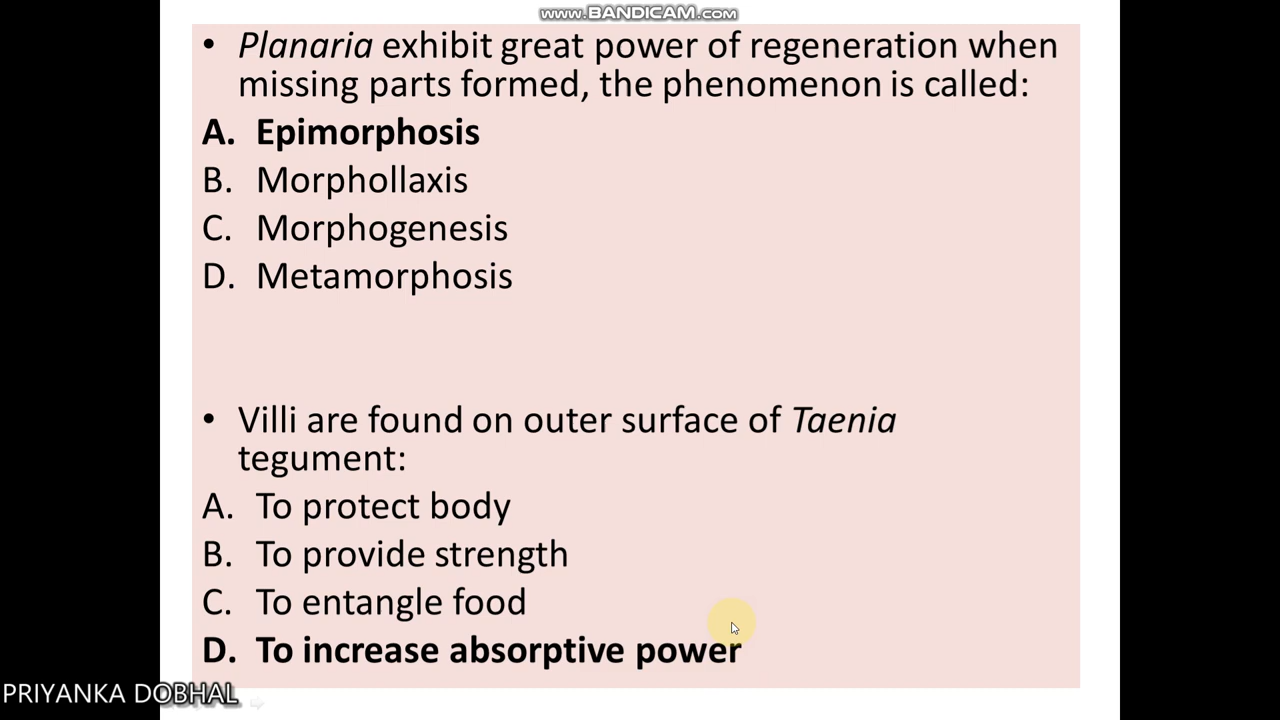 www.BANDICAM.com
• Planaria exhibit great power of regeneration when
missing parts formed, the phenomenon is called:
A. Epimorphosis
B. Morphollaxis
C. Morphogenesis
D. Metamorphosis
• Villi are found on outer surface of Taenia
tegument:
A. To protect body
B. To provide strength
C. To entangle food
D. To increase absorptive power
PRIYANKA DOBHAL